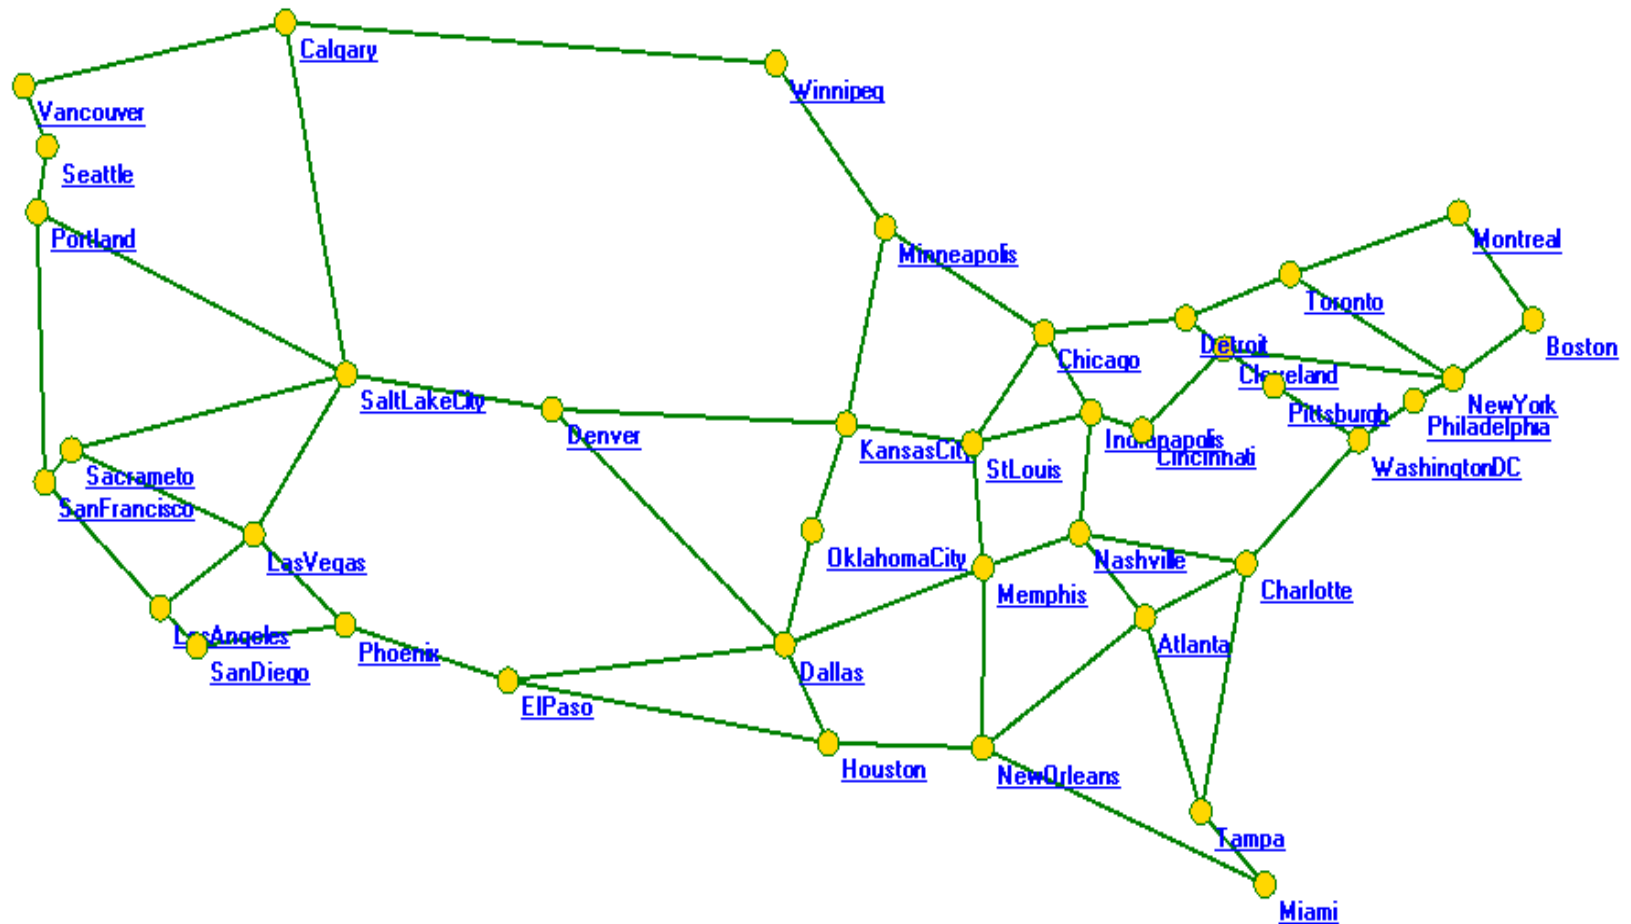 Calgary
Winnipeg
Vancouver
Seattle
Portland
Minneapolis
Montreal
Toronto
Detroit
Boston
Chicago
Cleveland
SaltLakeCity
NewYork
Pittsburgh
Philadelphia
Denver
Indianapolis
KansasCity
Cincinnati
StLouis
WashingtonDC
Sacrameto
SanFrancisco
LasVegas
OklahomaCity
Nashville
Memphis
Charlotte
LosAngeles
Phoenix
Atlanta
SanDiego
Dallas
ElPaso
Houston
NewOrleans
Tampa
Miami